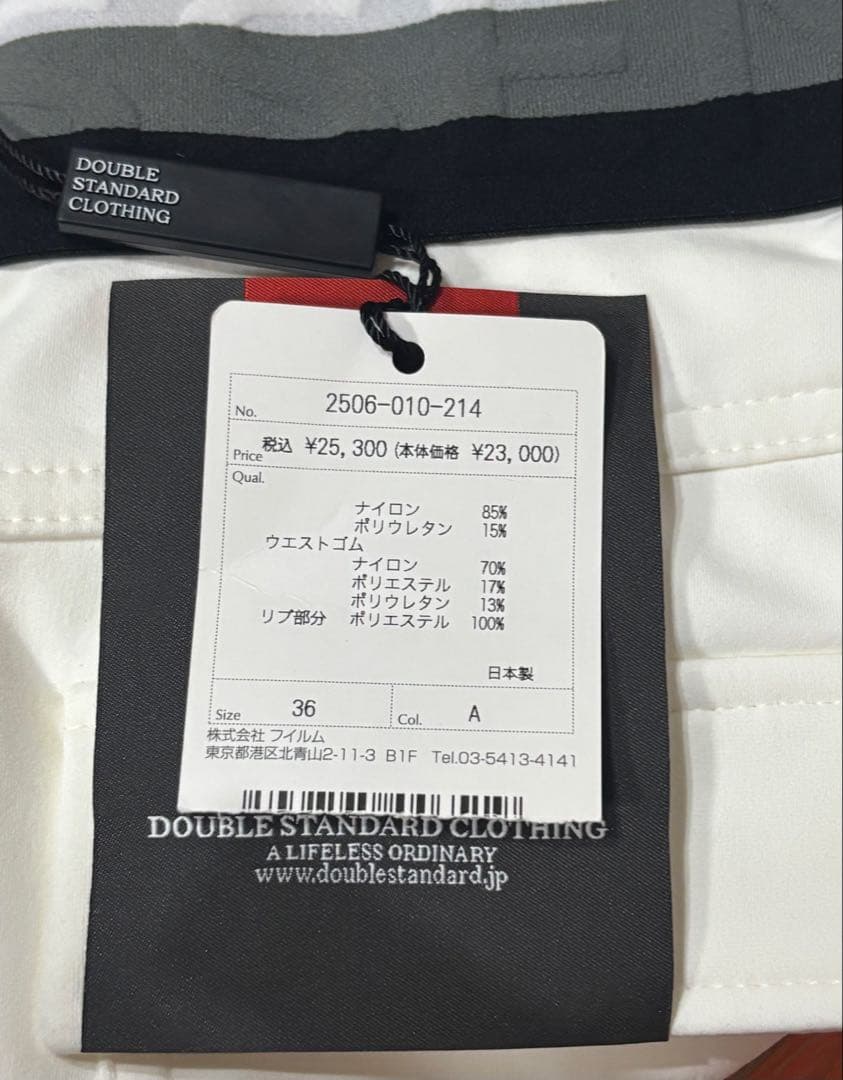 DOUBLE
STANDARD
CLOTHING
No. 2506-010-214
Price 税込 ¥25,300 (本体価格 ¥23,000)
Qual.
ナイロン 85%
ポリウレタン 15%
ウエストゴム
ナイロン 70%
ポリエステル 17%
ポリウレタン 13%
リブ部分 ポリエステル 100%
日本製
Size 36 Col. A
株式会社 フイルム
東京都港区北青山2-11-3 B1F Tel.03-5413-4141
DOUBLE STANDARD CLOTHING
A LIFELESS ORDINARY
www.doublestandard.jp